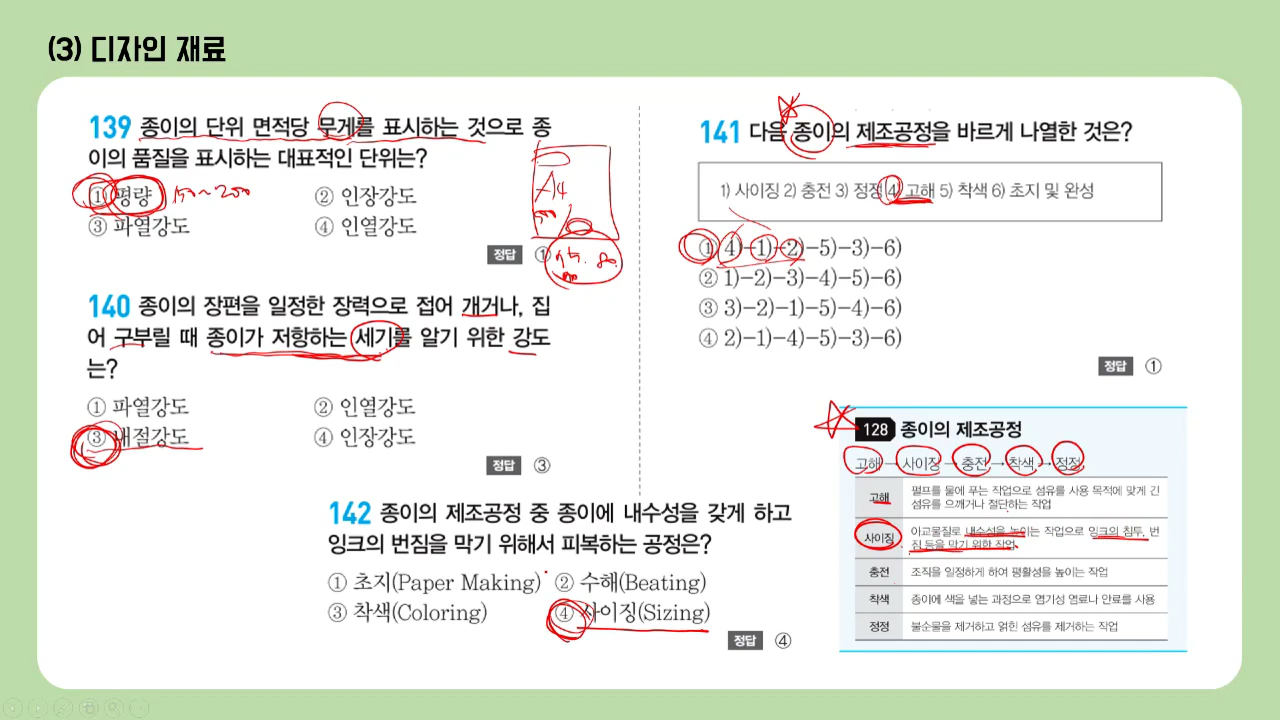 (3) 디자인 재료
139 종이의 단위 면적당 무게를 표시하는 것으로 종
이의 품질을 표시하는 대표적인 단위는?
① 평량 150~200
② 인장강도
③ 파열강도
④ 인열강도
정답 ①
A4
80
140 종이의 장편을 일정한 장력으로 접어 개거나, 집
어 구부릴 때 종이가 저항하는 세기를 알기 위한 강도
는?
① 파열강도
② 인열강도
③ 내절강도
④ 인장강도
정답 ③
141 다음 종이의 제조공정을 바르게 나열한 것은?
1) 사이징 2) 충전 3) 정정 4) 고해 5) 착색 6) 초지 및 완성
① 4)-1)-2)-5)-3)-6)
② 1)-2)-3)-4)-5)-6)
③ 3)-2)-1)-5)-4)-6)
④ 2)-1)-4)-5)-3)-6)
정답 ①
142 종이의 제조공정 중 종이에 내수성을 갖게 하고
잉크의 번짐을 막기 위해서 피복하는 공정은?
① 초지(Paper Making)
② 수해(Beating)
③ 착색(Coloring)
④ 사이징(Sizing)
정답 ④
128 종이의 제조공정
고해 → 사이징 → 충전 → 착색 → 정정
고해 펄프를 물에 푸는 작업으로 섬유를 사용 목적에 맞게 긴
섬유를 으깨거나 절단하는 작업
사이징 아교물질로 내수성을 높이는 작업으로 잉크의 침투, 번
짐 등을 막기 위한 작업
충전 조직을 일정하게 하여 평활성을 높이는 작업
착색 종이에 색을 넣는 과정으로 염기성 염료나 안료를 사용
정정 불순물을 제거하고 얽힌 섬유를 제거하는 작업